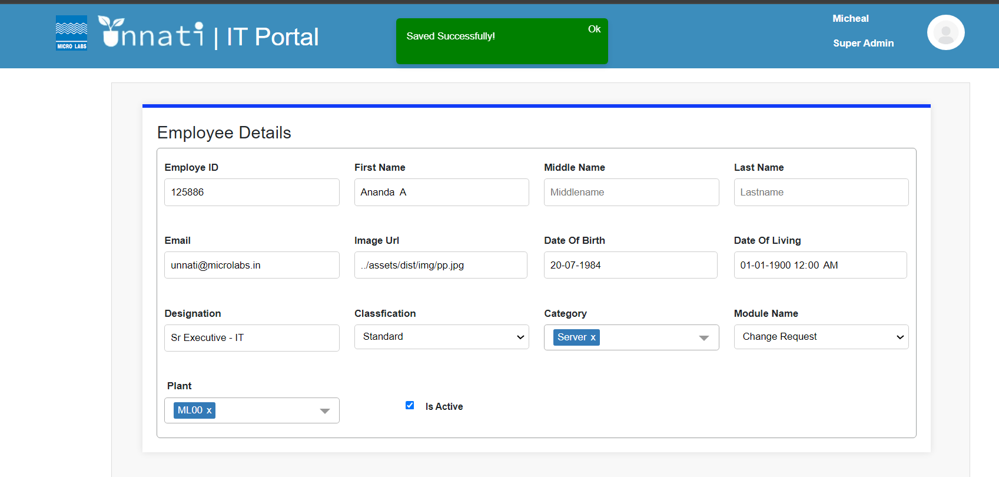 MICRO LABS
unnati | IT Portal
Saved Successfully!
Ok
Micheal
Super Admin
Employee Details
Employe ID
First Name
Middle Name
Last Name
125886
Ananda  A
Middlename
Lastname
Email
Image Url
Date Of Birth
Date Of Living
unnati@microlabs.in
../assets/dist/img/pp.jpg
20-07-1984
01-01-1900 12:00 AM
Designation
Classfication
Category
Module Name
Sr Executive - IT
Standard
Server x
Change Request
Plant
ML00 x
Is Active